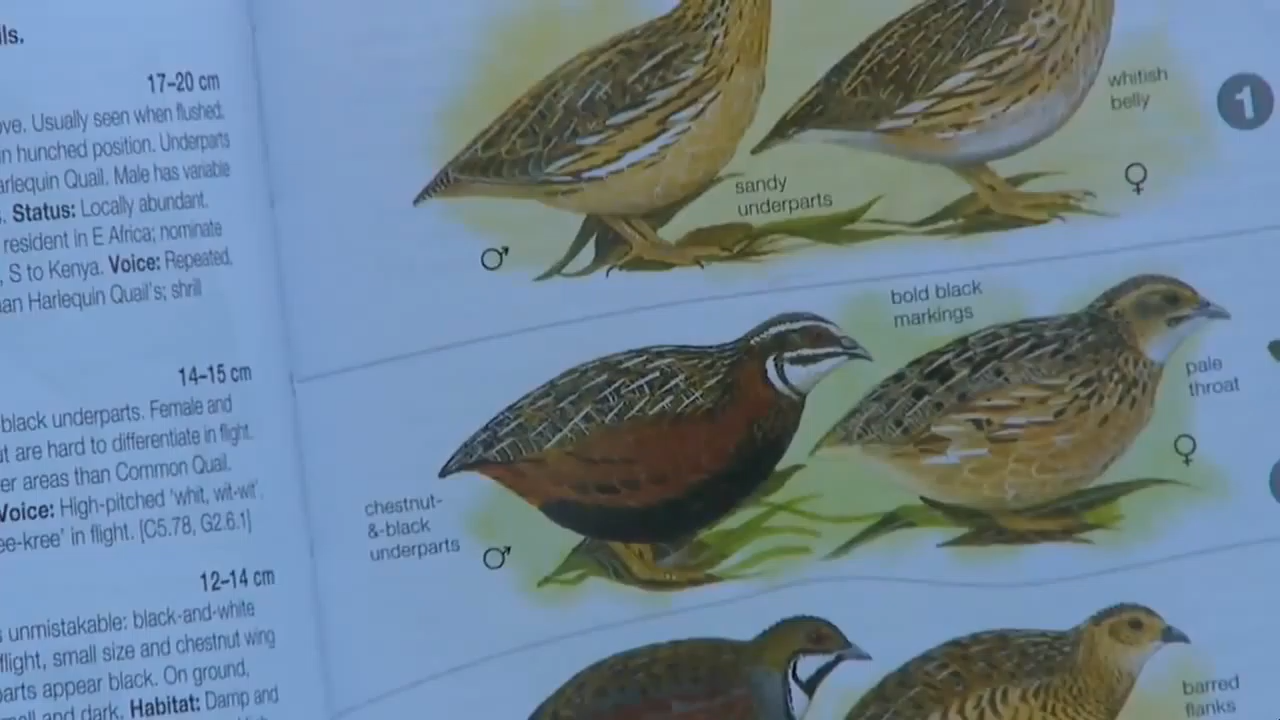 ils.
17–20 cm
ove. Usually seen when flushed;
in hunched position. Underparts
arlequin Quail. Male has variable
. Status: Locally abundant,
resident in E Africa; nominate
, S to Kenya. Voice: Repeated,
an Harlequin Quail's; shrill
14–15 cm
black underparts. Female and
ut are hard to differentiate in flight.
er areas than Common Quail.
Voice: High-pitched 'whit, wit-wit',
ee-kree' in flight. [C5.78, G2.6.1]
12–14 cm
s unmistakable: black-and-white
flight, small size and chestnut wing
parts appear black. On ground,
mall and dark. Habitat: Damp and
whitish
belly
1
♀
sandy
underparts
♂
bold black
markings
pale
throat
♀
chestnut-
&-black
underparts
♂
barred
flanks